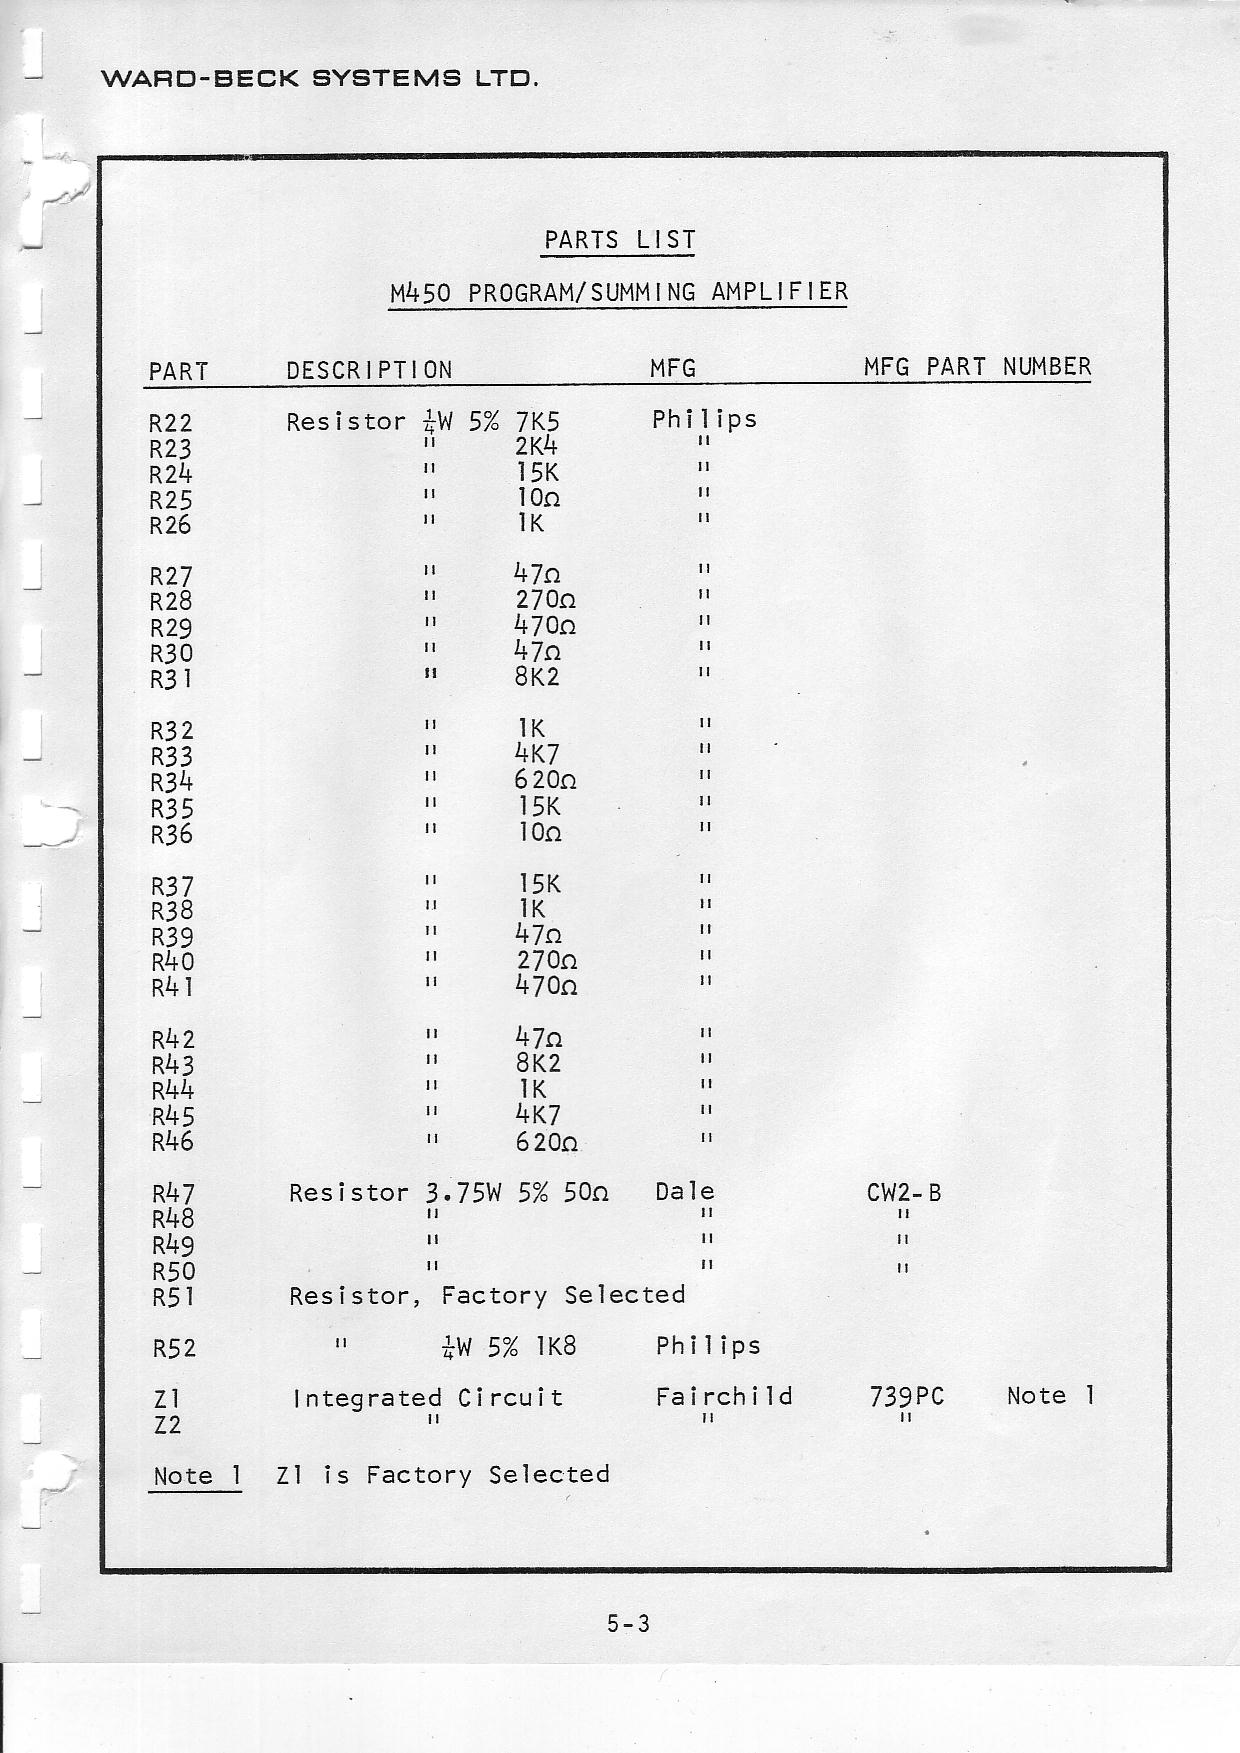 WARD-BECK SYSTEMS LTD.
PARTS LIST
M450 PROGRAM/SUMMING AMPLIFIER
PART DESCRIPTION MFG MFG PART NUMBER
R22 Resistor ¼W 5% 7K5 Philips
R23 " 2K4 "
R24 " 15K "
R25 " 10Ω "
R26 " 1K "
R27 " 47Ω "
R28 " 270Ω "
R29 " 470Ω "
R30 " 47Ω "
R31 " 8K2 "
R32 " 1K "
R33 " 4K7 "
R34 " 620Ω "
R35 " 15K "
R36 " 10Ω "
R37 " 15K "
R38 " 1K "
R39 " 47Ω "
R40 " 270Ω "
R41 " 470Ω "
R42 " 47Ω "
R43 " 8K2 "
R44 " 1K "
R45 " 4K7 "
R46 " 620Ω "
R47 Resistor 3.75W 5% 50Ω Dale CW2-B
R48 " " "
R49 " " "
R50 " " "
R51 Resistor, Factory Selected
R52 " ¼W 5% 1K8 Philips
Z1 Integrated Circuit Fairchild 739PC Note 1
Z2 " " "
Note 1 Z1 is Factory Selected
5-3